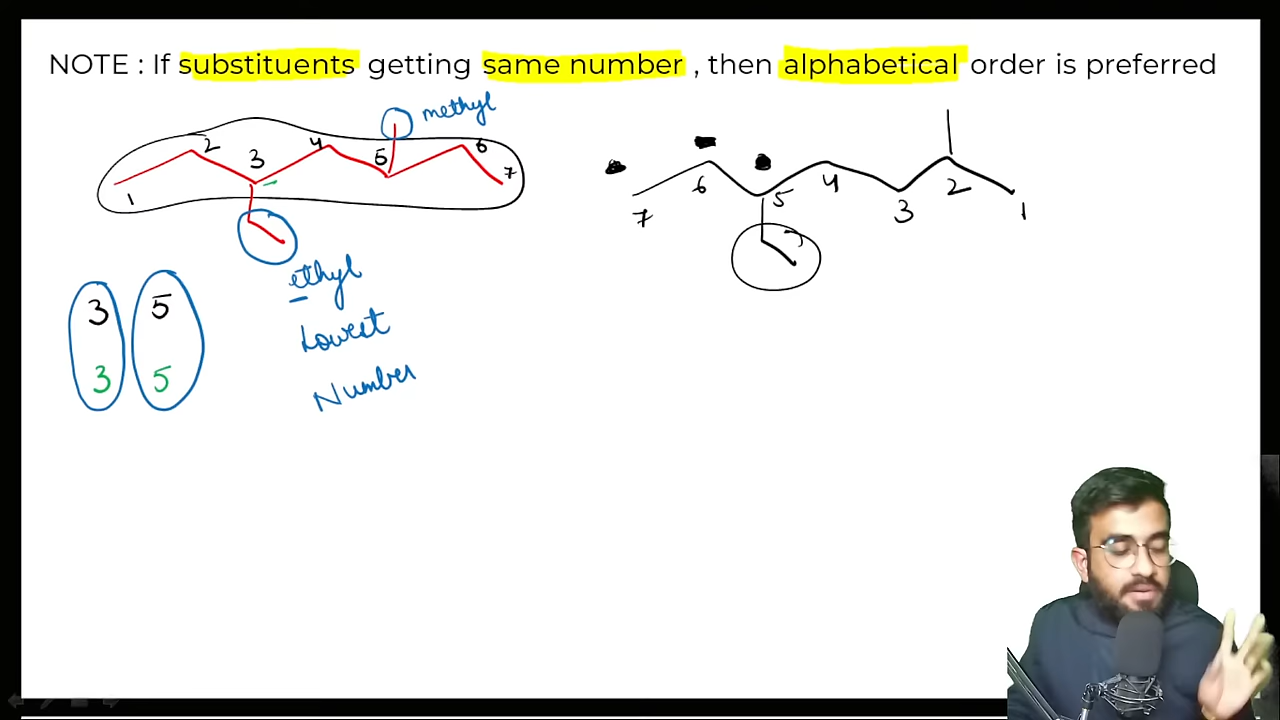 NOTE : If substituents getting same number , then alphabetical order is preferred
methyl
1 2 3 4 5 6 7
ethyl
Lowest
Number
3 5
3 5
7 6 5 4 3 2 1